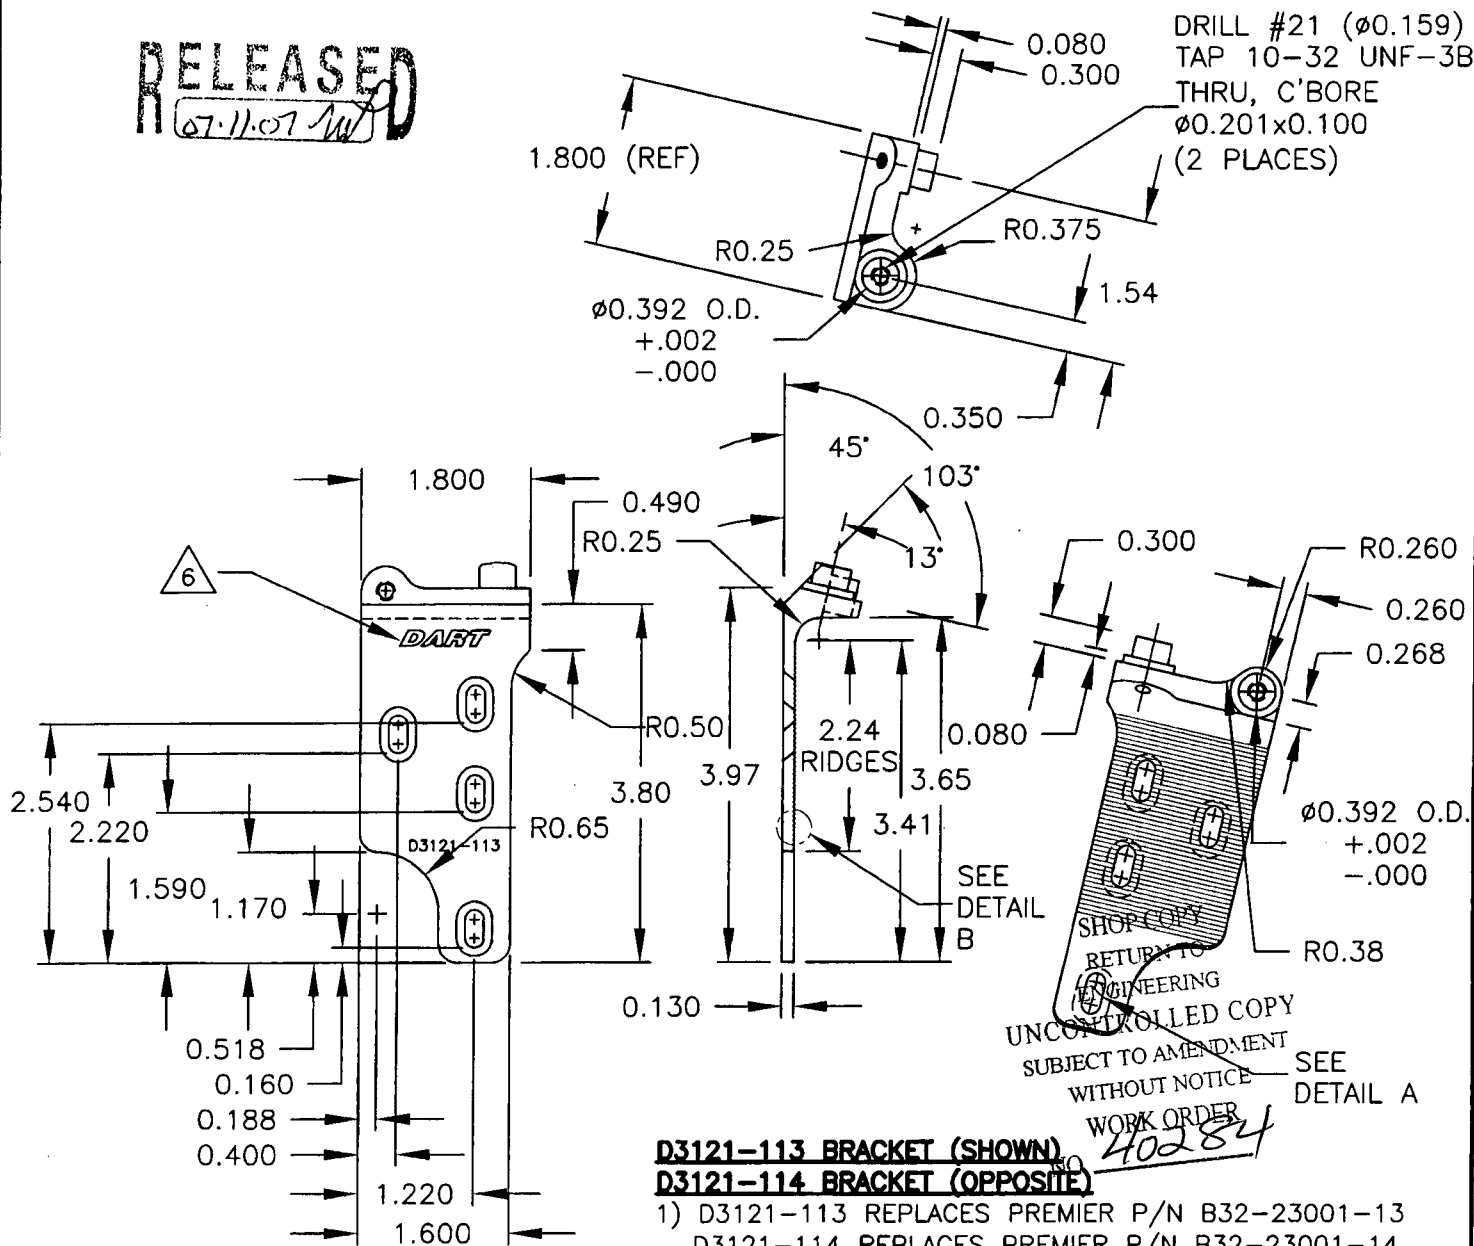 RELEASED
07.11.07
DRILL #21 (ø0.159)
TAP 10-32 UNF-3B
THRU, C'BORE
ø0.201x0.100
(2 PLACES)
0.080
0.300
1.800 (REF)
R0.25
R0.375
1.54
ø0.392 O.D.
+.002
-.000
0.350
45°
103°
13°
1.800
0.490
R0.25
6
DART
0.300
R0.260
0.260
0.268
0.080
R0.50
2.24
RIDGES
3.97
3.65
3.80
3.41
2.540
2.220
1.590
1.170
D3121-113
R0.65
ø0.392 O.D.
+.002
-.000
SEE
DETAIL
B
R0.38
0.130
0.518
0.160
0.188
0.400
1.220
1.600
SHOP COPY
RETURN TO
ENGINEERING
UNCONTROLLED COPY
SUBJECT TO AMENDMENT
WITHOUT NOTICE
WORK ORDER
NO 40284
SEE
DETAIL A
D3121-113 BRACKET (SHOWN)
D3121-114 BRACKET (OPPOSITE)
1) D3121-113 REPLACES PREMIER P/N B32-23001-13
D3121-114 REPLACES PREMIER P/N B32-23001-14